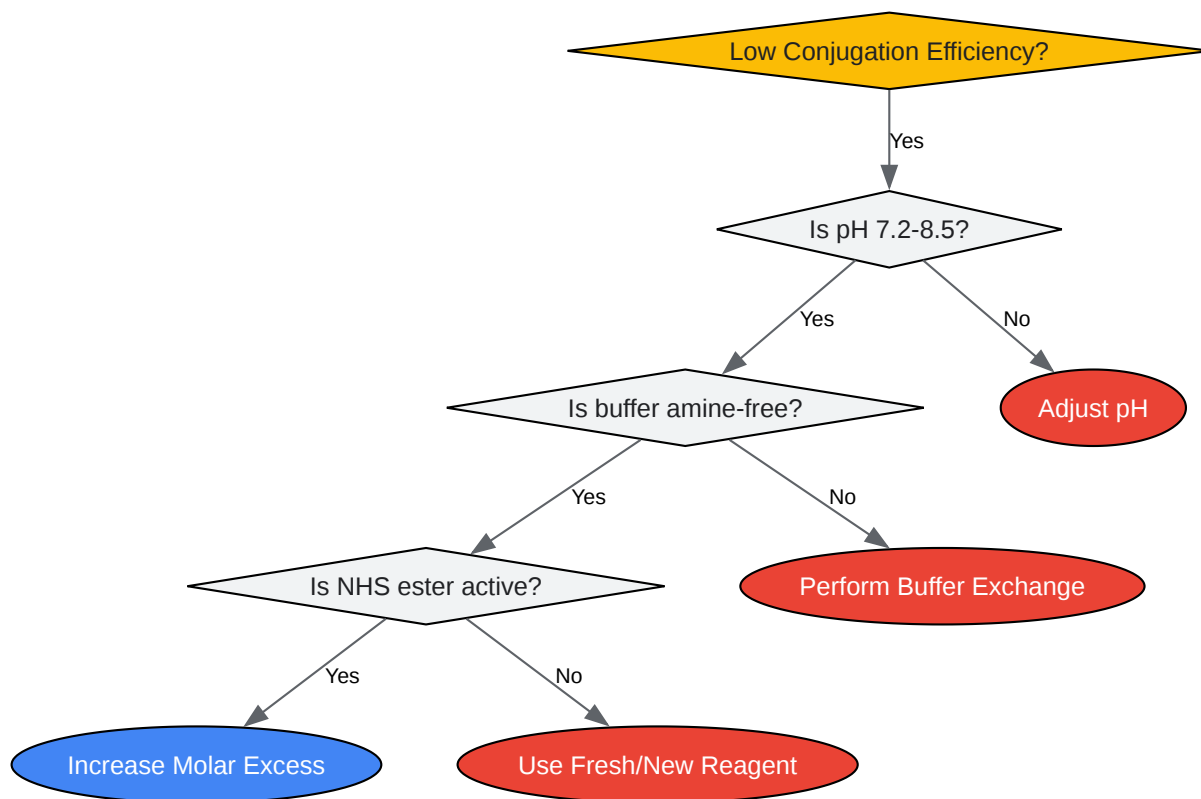 Low Conjugation Efficiency?
Yes
Is pH 7.2-8.5?
Yes
No
Is buffer amine-free?
Adjust pH
Yes
No
Is NHS ester active?
Perform Buffer Exchange
Yes
No
Increase Molar Excess
Use Fresh/New Reagent